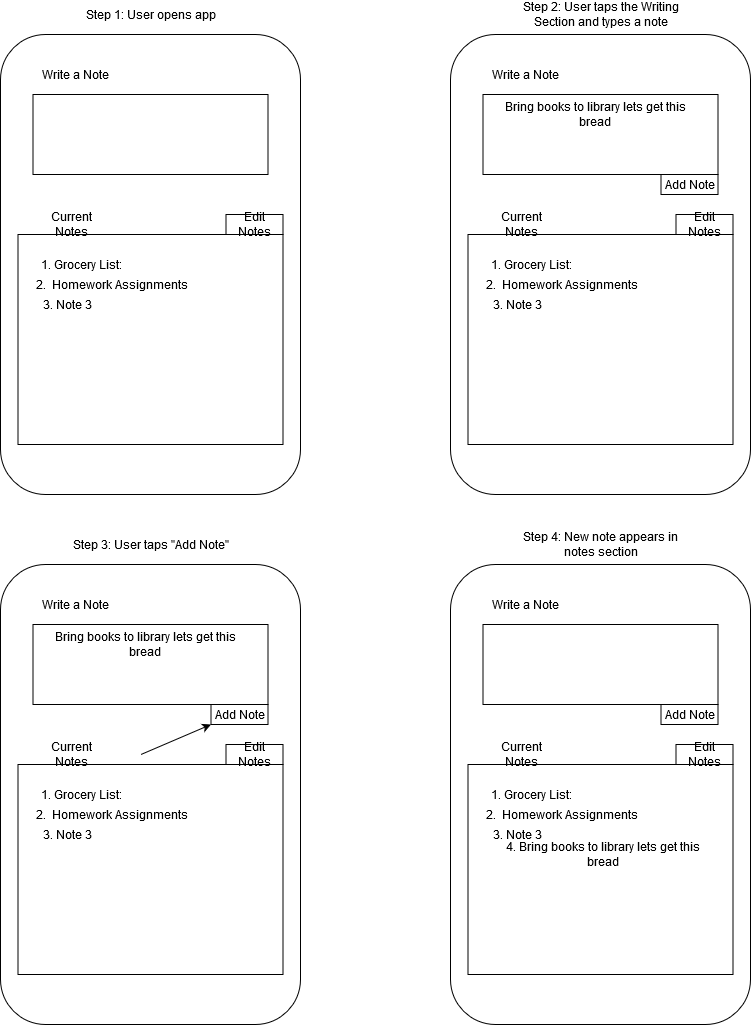 Step 1: User opens app
Write a Note
Current
Notes
Edit
Notes
1. Grocery List:
2.  Homework Assignments
3. Note 3
Step 2: User taps the Writing
Section and types a note
Write a Note
Bring books to library lets get this
bread
Add Note
Current
Notes
Edit
Notes
1. Grocery List:
2.  Homework Assignments
3. Note 3
Step 3: User taps "Add Note"
Write a Note
Bring books to library lets get this
bread
Add Note
Current
Notes
Edit
Notes
1. Grocery List:
2.  Homework Assignments
3. Note 3
Step 4: New note appears in
notes section
Write a Note
Add Note
Current
Notes
Edit
Notes
1. Grocery List:
2.  Homework Assignments
3. Note 3
4. Bring books to library lets get this
bread